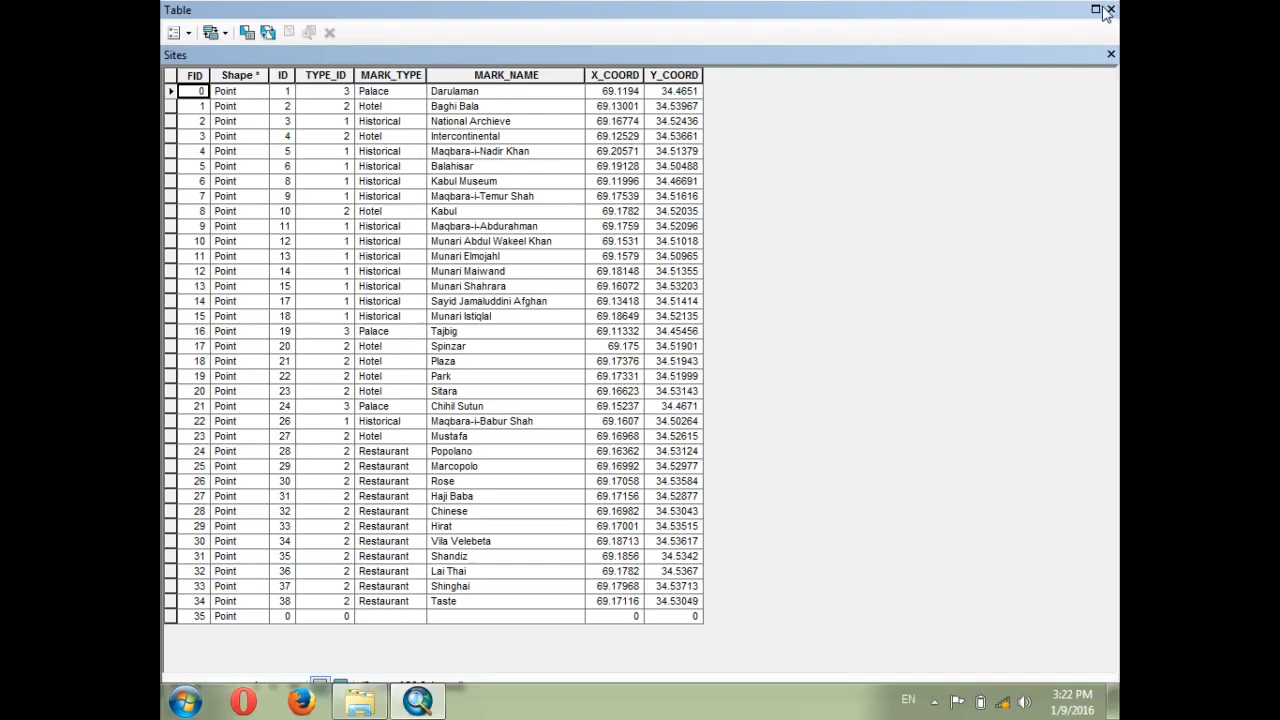 Table
Sites
FID Shape * ID TYPE_ID MARK_TYPE MARK_NAME X_COORD Y_COORD
0 Point 1 3 Palace Darulaman 69.1194 34.4651
1 Point 2 2 Hotel Baghi Bala 69.13001 34.53967
2 Point 3 1 Historical National Archieve 69.16774 34.52436
3 Point 4 2 Hotel Intercontinental 69.12529 34.53661
4 Point 5 1 Historical Maqbara-i-Nadir Khan 69.20571 34.51379
5 Point 6 1 Historical Balahisar 69.19128 34.50488
6 Point 8 1 Historical Kabul Museum 69.11996 34.46691
7 Point 9 1 Historical Maqbara-i-Temur Shah 69.17539 34.51616
8 Point 10 2 Hotel Kabul 69.1782 34.52035
9 Point 11 1 Historical Maqbara-i-Abdurahman 69.1759 34.52096
10 Point 12 1 Historical Munari Abdul Wakeel Khan 69.1531 34.51018
11 Point 13 1 Historical Munari Elmojahl 69.1579 34.50965
12 Point 14 1 Historical Munari Maiwand 69.18148 34.51355
13 Point 15 1 Historical Munari Shahrara 69.16072 34.53203
14 Point 17 1 Historical Sayid Jamaluddini Afghan 69.13418 34.51414
15 Point 18 1 Historical Munari Istiqlal 69.18649 34.52135
16 Point 19 3 Palace Tajbig 69.11332 34.45456
17 Point 20 2 Hotel Spinzar 69.175 34.51901
18 Point 21 2 Hotel Plaza 69.17376 34.51943
19 Point 22 2 Hotel Park 69.17331 34.51999
20 Point 23 2 Hotel Sitara 69.16623 34.53143
21 Point 24 3 Palace Chihil Sutun 69.15237 34.4671
22 Point 26 1 Historical Maqbara-i-Babur Shah 69.1607 34.50264
23 Point 27 2 Hotel Mustafa 69.16968 34.52615
24 Point 28 2 Restaurant Popolano 69.16362 34.53124
25 Point 29 2 Restaurant Marcopolo 69.16992 34.52977
26 Point 30 2 Restaurant Rose 69.17058 34.53584
27 Point 31 2 Restaurant Haji Baba 69.17156 34.52877
28 Point 32 2 Restaurant Chinese 69.16982 34.53043
29 Point 33 2 Restaurant Hirat 69.17001 34.53515
30 Point 34 2 Restaurant Vila Velebeta 69.18713 34.53617
31 Point 35 2 Restaurant Shandiz 69.1856 34.5342
32 Point 36 2 Restaurant Lai Thai 69.1782 34.5367
33 Point 37 2 Restaurant Shinghai 69.17968 34.53713
34 Point 38 2 Restaurant Taste 69.17116 34.53049
35 Point 0 0 0 0
EN
3:22 PM
1/9/2016